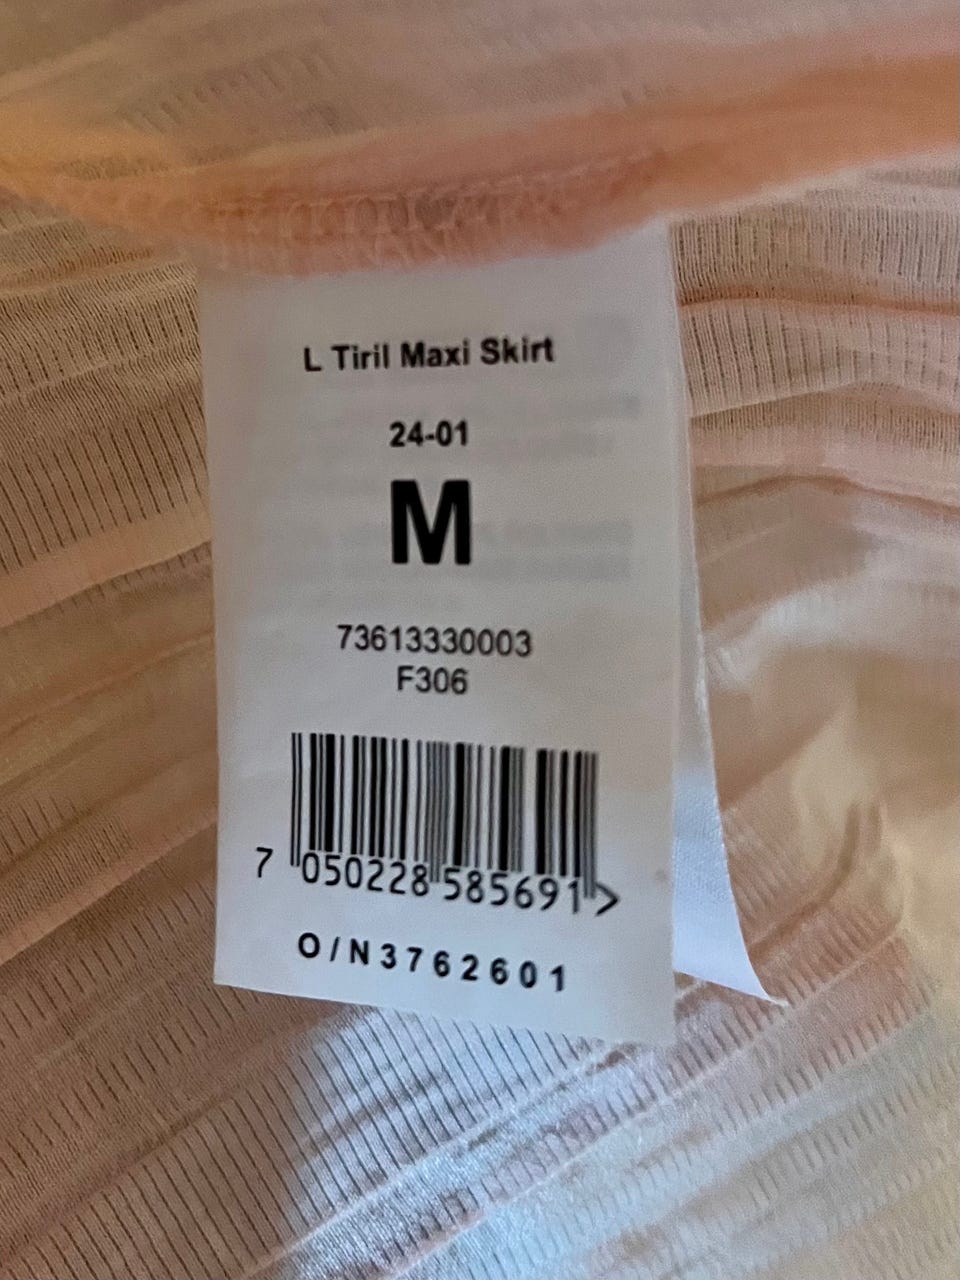 L Tiril Maxi Skirt
24-01
M
73613330003
F306
7 050228 585691 >
O/N3762601